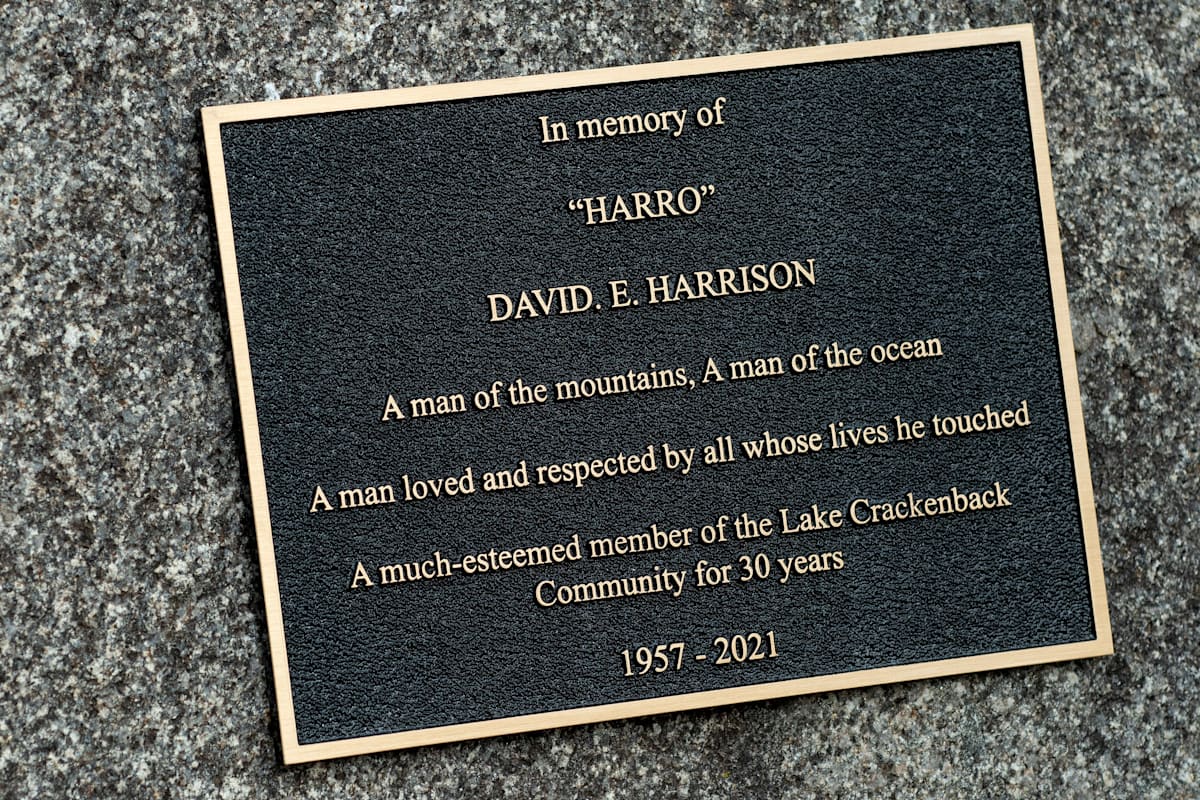 In memory of
“HARRO”
DAVID. E. HARRISON
A man of the mountains, A man of the ocean
A man loved and respected by all whose lives he touched
A much-esteemed member of the Lake Crackenback
Community for 30 years
1957 - 2021